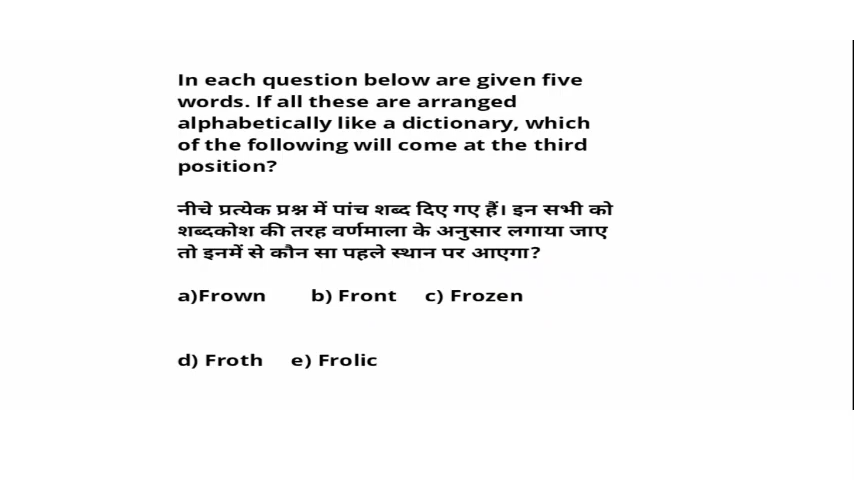 In each question below are given five
words. If all these are arranged
alphabetically like a dictionary, which
of the following will come at the third
position?
नीचे प्रत्येक प्रश्न में पांच शब्द दिए गए हैं। इन सभी को
शब्दकोश की तरह वर्णमाला के अनुसार लगाया जाए
तो इनमें से कौन सा पहले स्थान पर आएगा?
a)Frown b) Front c) Frozen
d) Froth e) Frolic